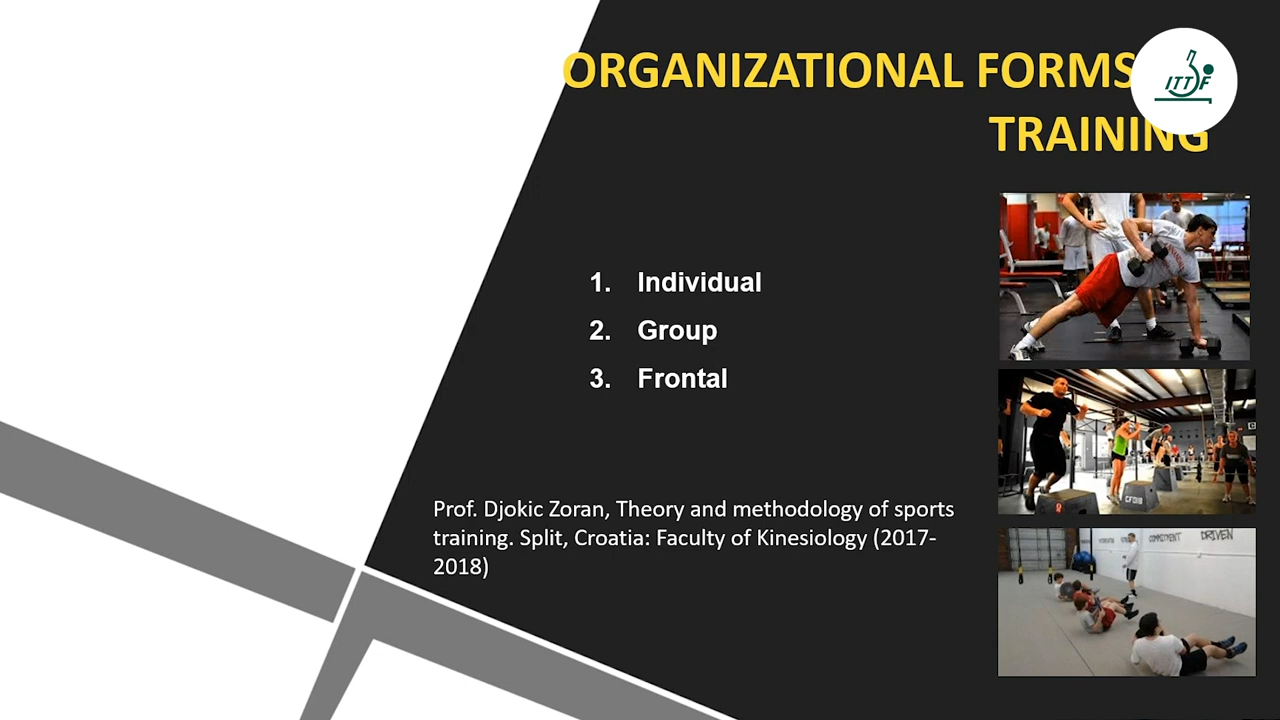 ORGANIZATIONAL FORMS
TRAINING
ITTF
1. Individual
2. Group
3. Frontal
Prof. Djokic Zoran, Theory and methodology of sports
training. Split, Croatia: Faculty of Kinesiology (2017-
2018)
COMMITMENT
DRIVEN